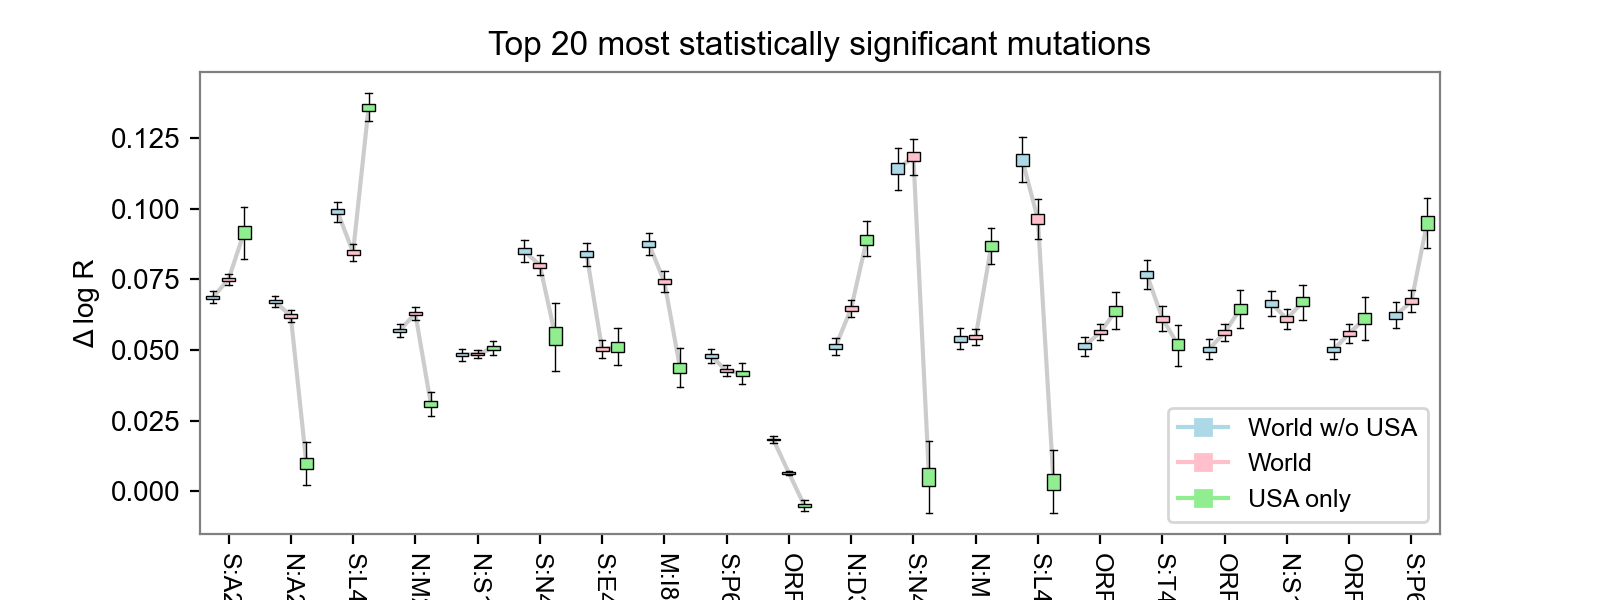 Top 20 most statistically significant mutations
Δ log R
0.125
0.100
0.075
0.050
0.025
0.000
World w/o USA
World
USA only
S:A2
N:A2
S:L4
N:M
N:S
S:N4
S:E4
M:I8
S:P6
ORF
N:D
S:N4
N:M
S:L4
ORF
S:T4
ORF
N:S
ORF
S:P6